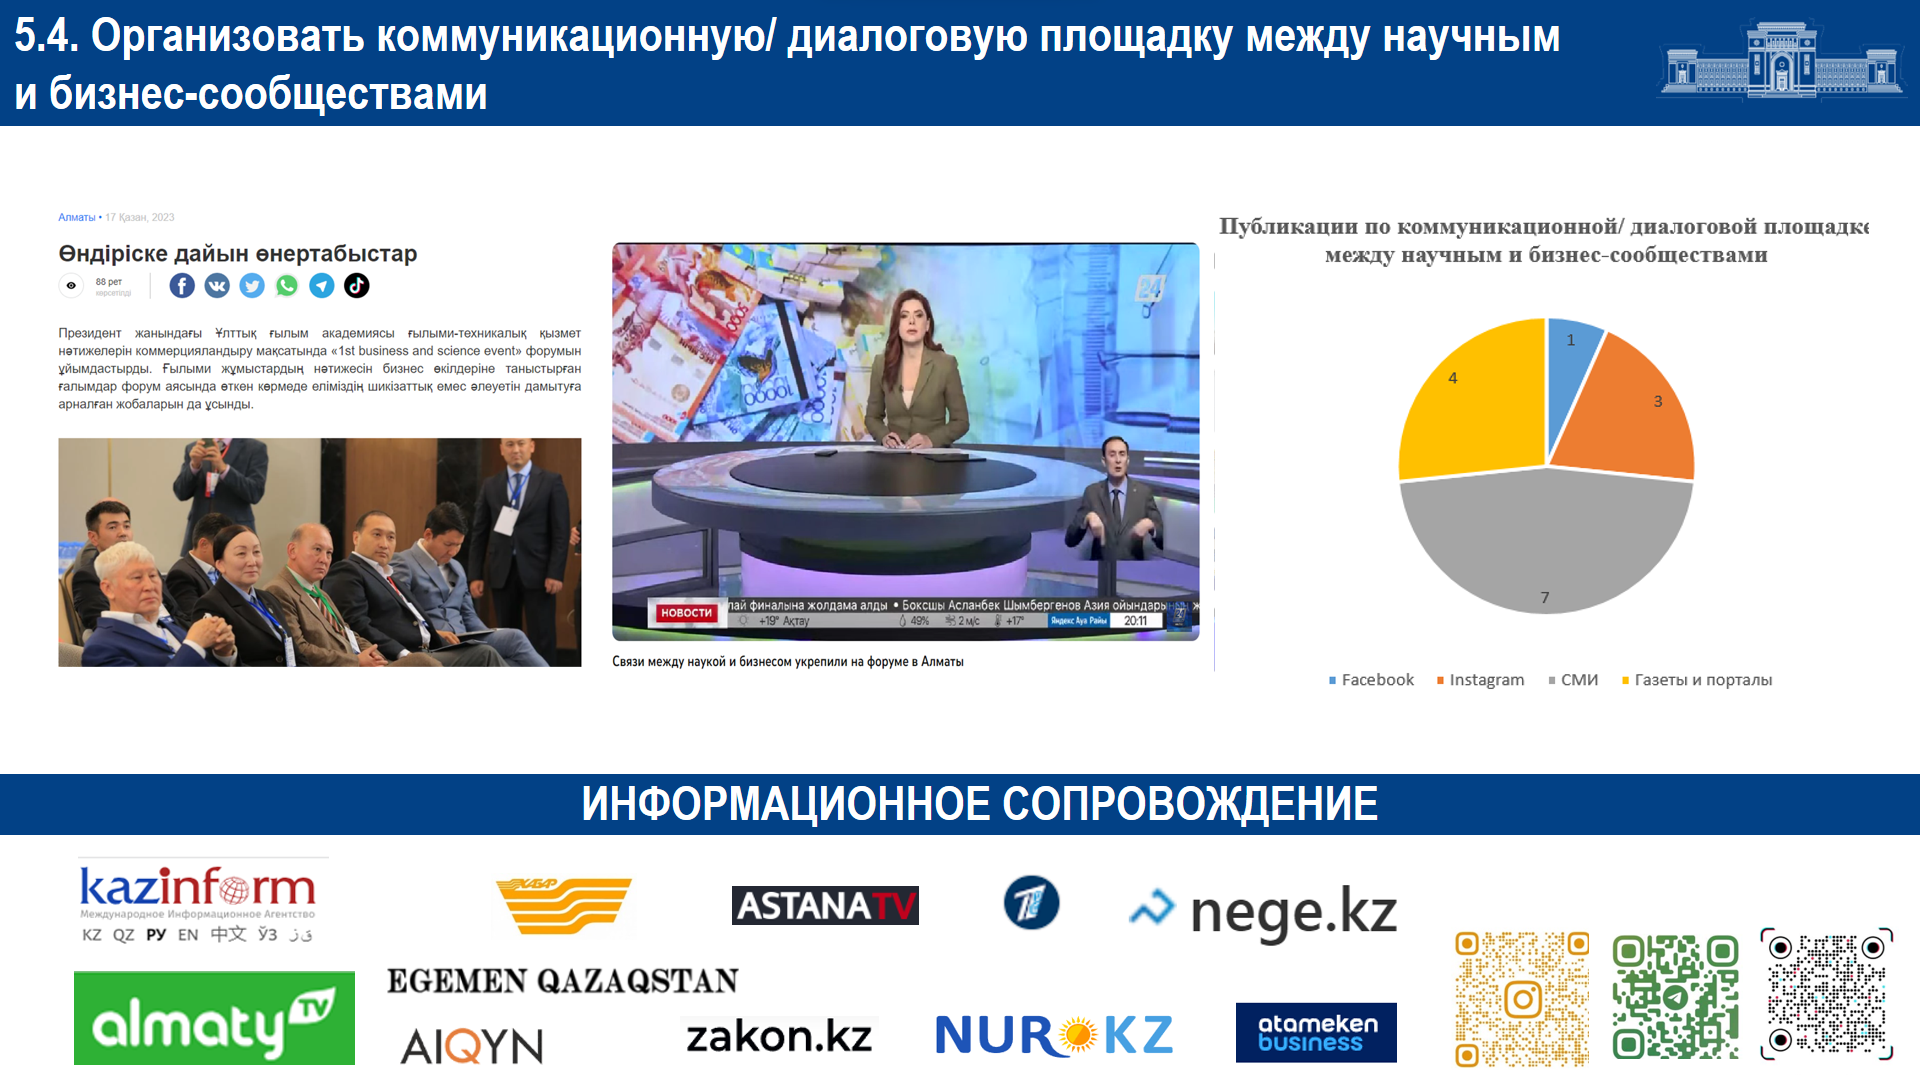 5.4. Организовать коммуникационную/ диалоговую площадку между научным
и бизнес-сообществами
Алматы • 17 Қазан, 2023
Өндіріске дайын өнертабыстар
88 рет
көрсетілді
Президент жанындағы Ұлттық ғылым академиясы ғылыми-техникалық қызмет
нәтижелерін коммерцияландыру мақсатында «1st business and science event» форумын
ұйымдастырды. Ғылыми жұмыстардың нәтижесін бизнес өкілдеріне таныстырған
ғалымдар форум аясында өткен көрмеде еліміздің шикізаттық емес әлеуетін дамытуға
арналған жобаларын да ұсынды.
24
НОВОСТИ
лай финалына жолдама алды • Боксшы Асланбек Шымбергенов Азия ойындарының
+19° Ақтау 49% 2 м/с +17° Яндекс Ауа Райы 20:11
Связи между наукой и бизнесом укрепили на форуме в Алматы
Публикации по коммуникационной/ диалоговой площадке
между научным и бизнес-сообществами
1
4
3
7
Facebook Instagram СМИ Газеты и порталы
ИНФОРМАЦИОННОЕ СОПРОВОЖДЕНИЕ
kazinform
Международное Информационное Агентство
KZ QZ РУ EN 中文 ЎЗ ق ز
ХАБАР
ASTANATV
nege.kz
almaty TV
EGEMEN QAZAQSTAN
AIQYN
zakon.kz
NUR KZ
atameken
business